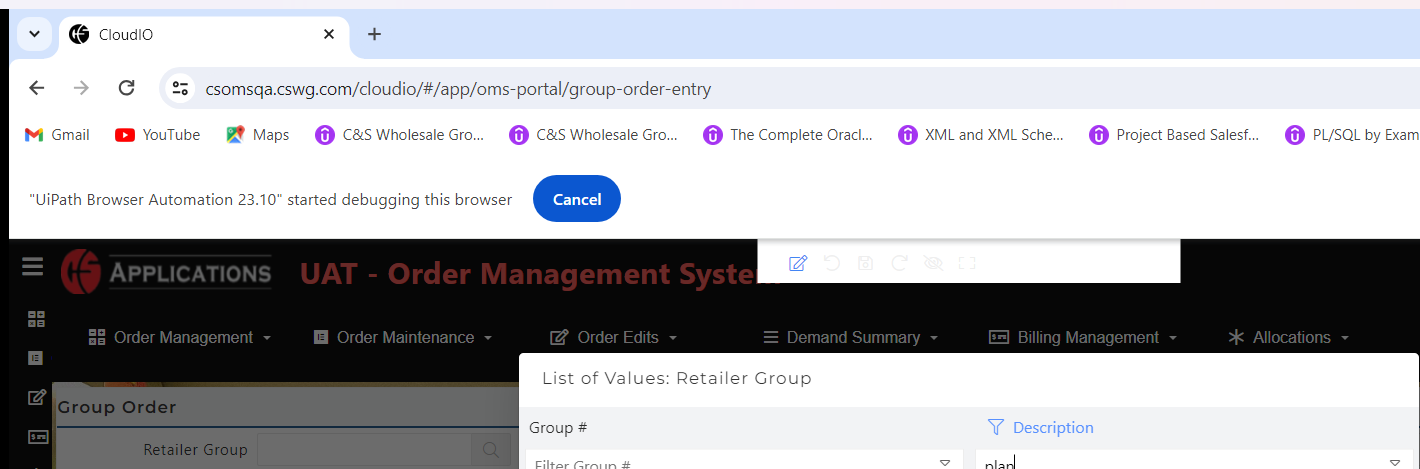 CloudIO
csomsqa.cswg.com/cloudio/#/app/oms-portal/group-order-entry
Gmail YouTube Maps C&S Wholesale Gro... C&S Wholesale Gro... The Complete Oracl... XML and XML Sche... Project Based Salesf... PL/SQL by Exam
"UiPath Browser Automation 23.10" started debugging this browser Cancel
APPLICATIONS UAT - Order Management System
Order Management Order Maintenance Order Edits Demand Summary Billing Management Allocations
List of Values: Retailer Group
Group Order
Group # Description
Retailer Group
Filter Group # plan